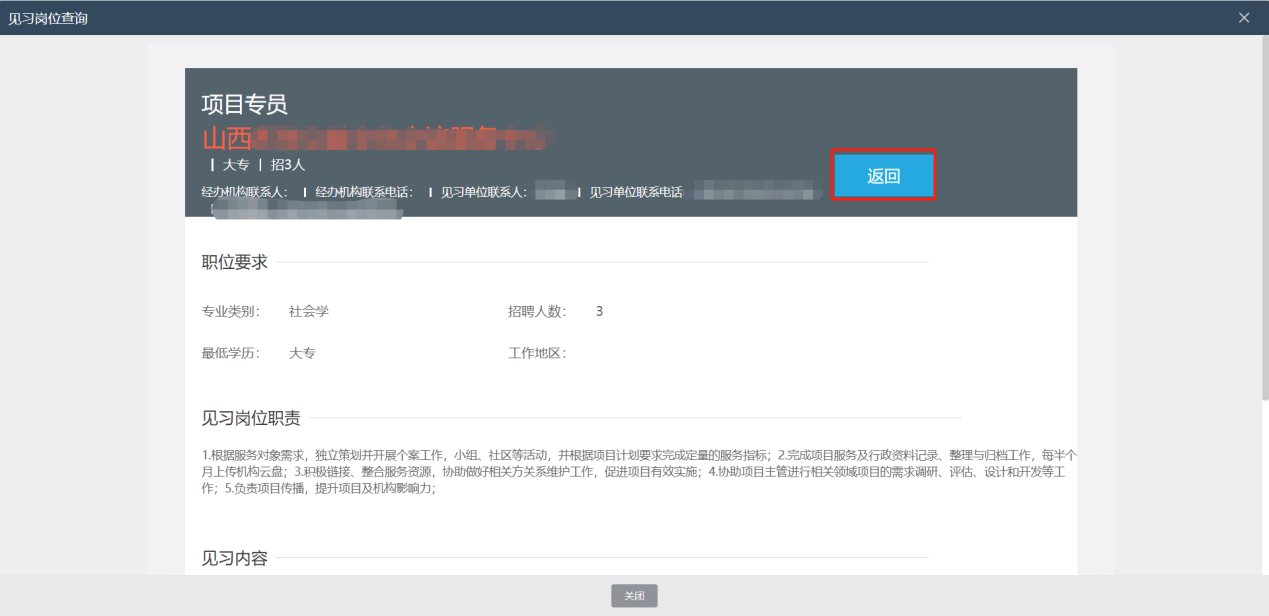 见习岗位查询
项目专员
山西
| 大专 | 招3人
经办机构联系人: | 经办机构联系电话: | 见习单位联系人: | 见习单位联系电话
返回
职位要求
专业类别: 社会学 招聘人数: 3
最低学历: 大专 工作地区:
见习岗位职责
1.根据服务对象需求，独立策划并开展个案工作，小组、社区等活动，并根据项目计划要求完成定量的服务指标；2.完成项目服务及行政资料记录、整理与归档工作，每半个
月上传机构云盘；3.积极链接、整合服务资源，协助做好相关方关系维护工作，促进项目有效实施；4.协助项目主管进行相关领域项目的需求调研、评估、设计和开发等工
作；5.负责项目传播，提升项目及机构影响力；
见习内容
关闭